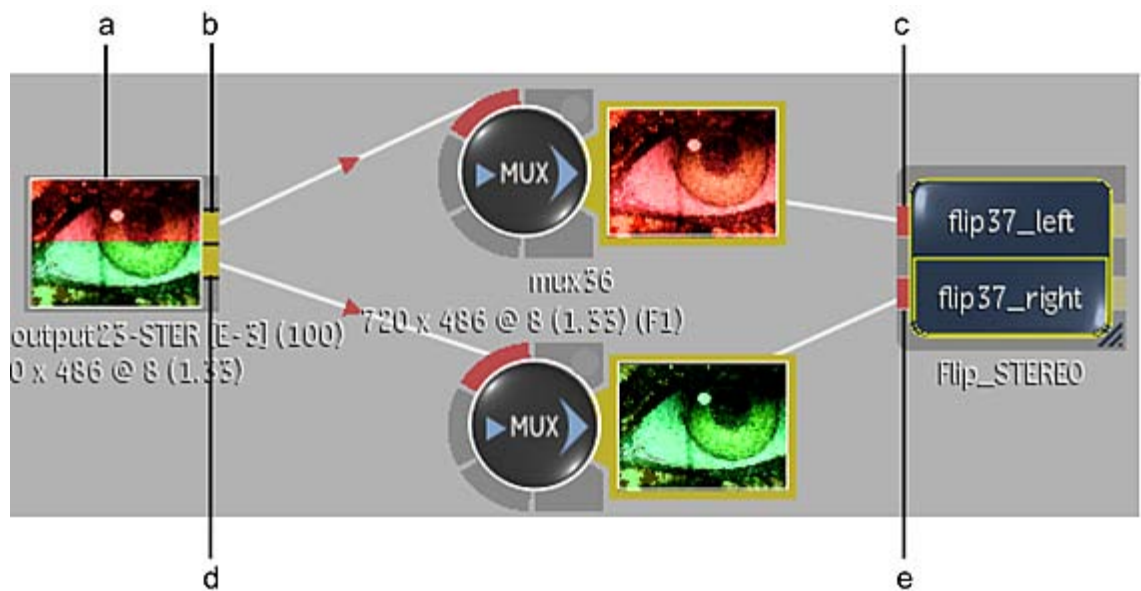 a b c
MUX
flip37_left
flip37_right
mux36
720 x 486 @ 8 (1.33) (F1)
output23-STER [E-3] (100)
0 x 486 @ 8 (1.33)
MUX
Flip_STEREO
d e